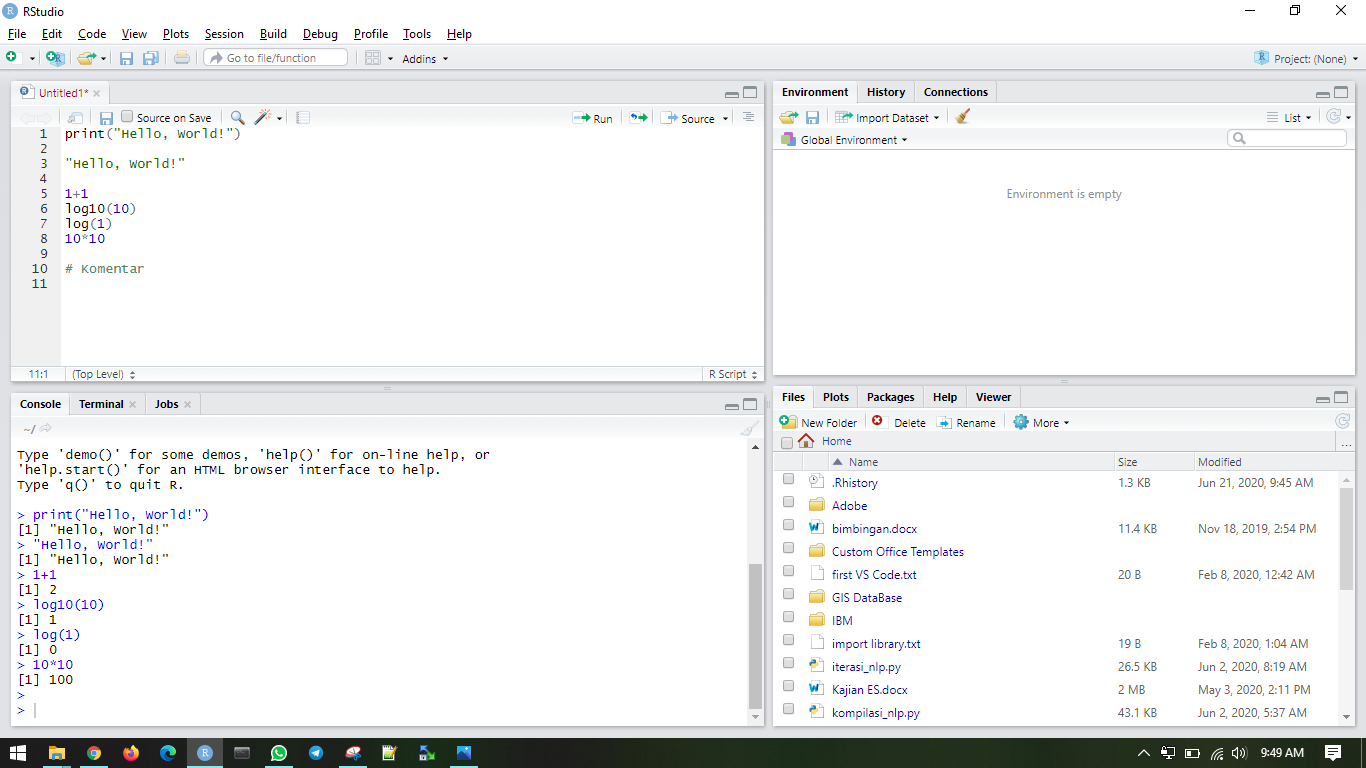 RStudio
File Edit Code View Plots Session Build Debug Profile Tools Help
Go to file/function Addins Project: (None)
Untitled1*
Source on Save Run Source
1 print("Hello, World!")
2
3 "Hello, World!"
4
5 1+1
6 log10(10)
7 log(1)
8 10*10
9
10 # Komentar
11
11:1 (Top Level) R Script
Console Terminal Jobs
~/
Type 'demo()' for some demos, 'help()' for on-line help, or
'help.start()' for an HTML browser interface to help.
Type 'q()' to quit R.
> print("Hello, World!")
[1] "Hello, World!"
> "Hello, World!"
[1] "Hello, World!"
> 1+1
[1] 2
> log10(10)
[1] 1
> log(1)
[1] 0
> 10*10
[1] 100
>
>
Environment History Connections
Import Dataset List
Global Environment
Environment is empty
Files Plots Packages Help Viewer
New Folder Delete Rename More
Home ...
Name Size Modified
.Rhistory 1.3 KB Jun 21, 2020, 9:45 AM
Adobe
bimbingan.docx 11.4 KB Nov 18, 2019, 2:54 PM
Custom Office Templates
first VS Code.txt 20 B Feb 8, 2020, 12:42 AM
GIS DataBase
IBM
import library.txt 19 B Feb 8, 2020, 1:04 AM
iterasi_nlp.py 26.5 KB Jun 2, 2020, 8:19 AM
Kajian ES.docx 2 MB May 3, 2020, 2:11 PM
kompilasi_nlp.py 43.1 KB Jun 2, 2020, 5:37 AM
9:49 AM